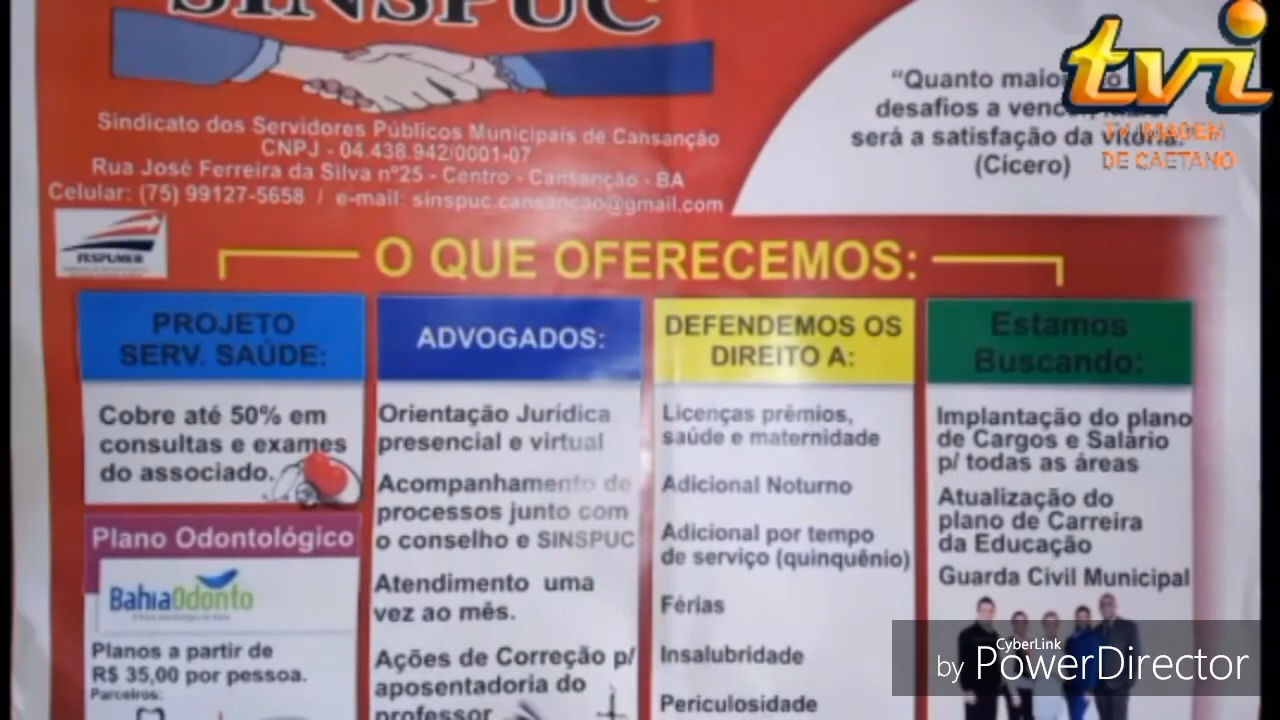 SINSPUC
Sindicato dos Servidores Públicos Municipais de Cansanção
CNPJ - 04.438.942/0001-07
Rua José Ferreira da Silva nº25 - Centro - Cansanção - BA
Celular: (75) 99127-5658 / e-mail: sinspuc.cansancao@gmail.com
"Quanto maior
desafios a vencer
será a satisfação da vitória."
(Cícero)
tvi
TV IMAGEM
DE CAETANO
FESPUMEB
O QUE OFERECEMOS:
PROJETO
SERV. SAÚDE:
Cobre até 50% em
consultas e exames
do associado.
Plano Odontológico
BahiaOdonto
Planos a partir de
R$ 35,00 por pessoa.
Parceiros:
ADVOGADOS:
Orientação Jurídica
presencial e virtual
Acompanhamento de
processos junto com
o conselho e SINSPUC
Atendimento uma
vez ao mês.
Ações de Correção p/
aposentadoria do
professor
DEFENDEMOS OS
DIREITO A:
Licenças prêmios,
saúde e maternidade
Adicional Noturno
Adicional por tempo
de serviço (quinquênio)
Férias
Insalubridade
Periculosidade
Estamos
Buscando:
Implantação do plano
de Cargos e Salário
p/ todas as áreas
Atualização do
plano de Carreira
da Educação
Guarda Civil Municipal
CyberLink
by PowerDirector